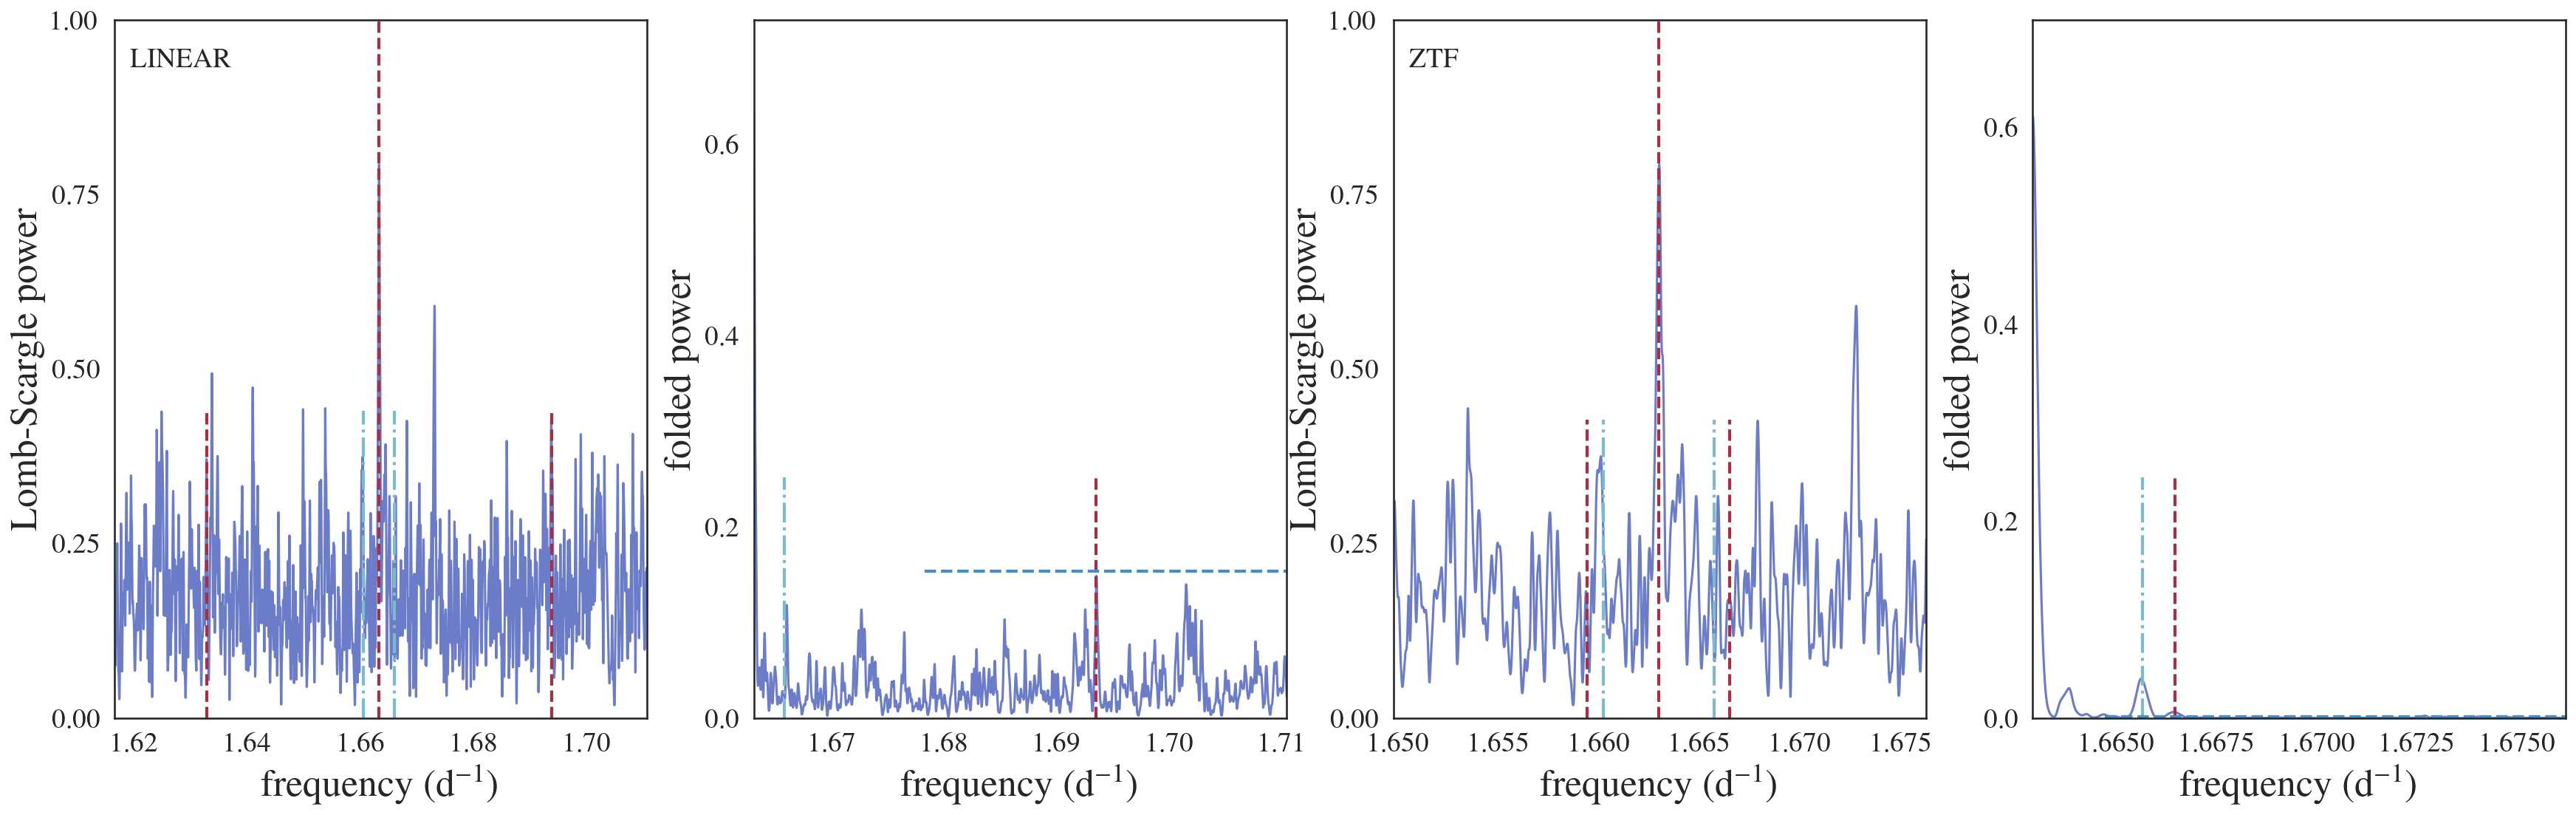 LINEAR
Lomb-Scargle power
1.00
0.75
0.50
0.25
0.00
1.62 1.64 1.66 1.68 1.70
frequency (d⁻¹)
folded power
0.6
0.4
0.2
0.0
1.67 1.68 1.69 1.70 1.71
frequency (d⁻¹)
ZTF
Lomb-Scargle power
1.00
0.75
0.50
0.25
0.00
1.650 1.655 1.660 1.665 1.670 1.675
frequency (d⁻¹)
folded power
0.6
0.4
0.2
0.0
1.6650 1.6675 1.6700 1.6725 1.6750
frequency (d⁻¹)